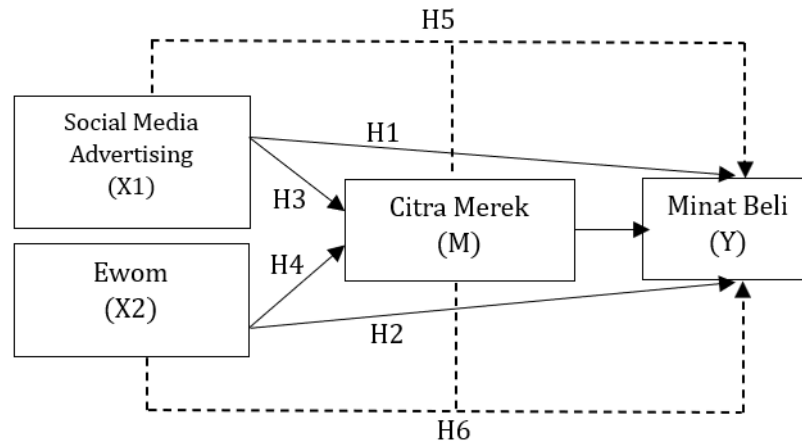 H5
Social Media
Advertising
(X1)
H1
H3
Citra Merek
(M)
Minat Beli
(Y)
Ewom
(X2)
H4
H2
H6